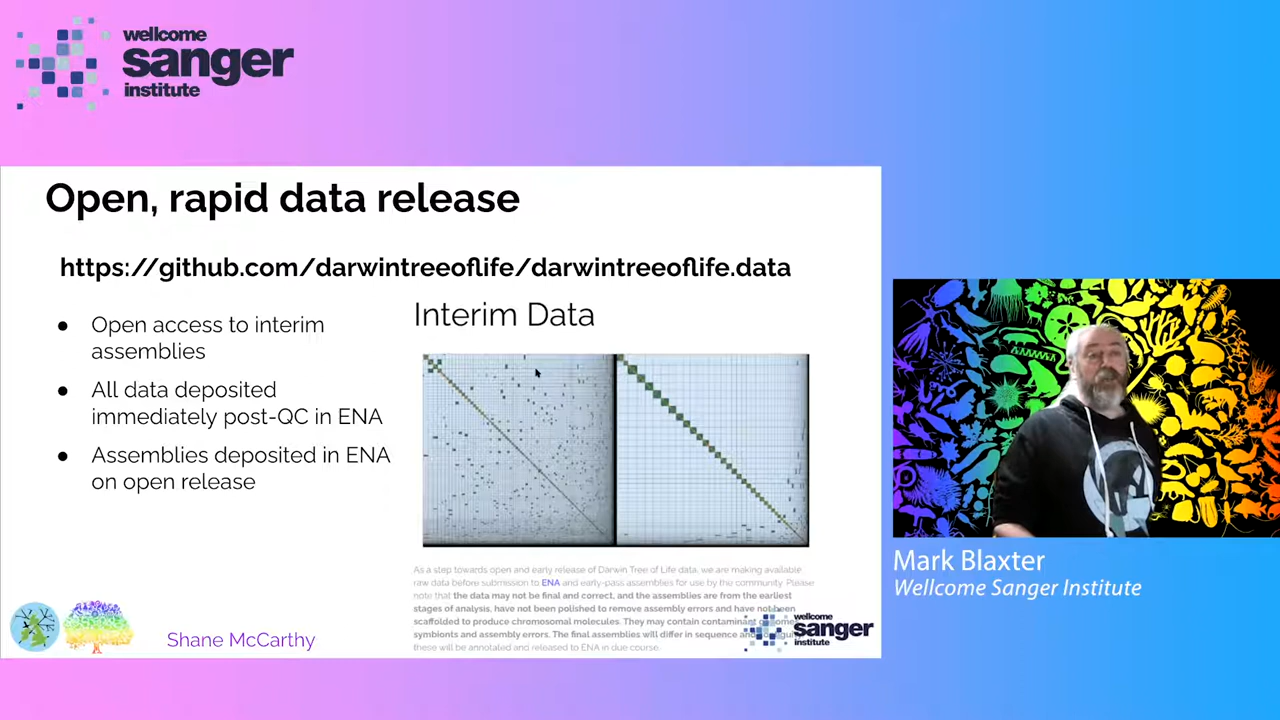 wellcome
sanger
institute
Open, rapid data release
https://github.com/darwintreeoflife/darwintreeoflife.data
● Open access to interim
assemblies
● All data deposited
immediately post-QC in ENA
● Assemblies deposited in ENA
on open release
Interim Data
As a step towards open and early release of Darwin Tree of Life data, we are making available
raw data before submission to ENA and early-pass assemblies for use by the community. Please
note that the data may not be final and correct, and the assemblies are from the earliest
stages of analysis, have not been polished to remove assembly errors and have not been
scaffolded to produce chromosomal molecules. They may contain contaminant
symbionts and assembly errors. The final assemblies will differ in sequence and
these will be annotated and released to ENA in due course.
Shane McCarthy
wellcome
sanger
institute
Mark Blaxter
Wellcome Sanger Institute